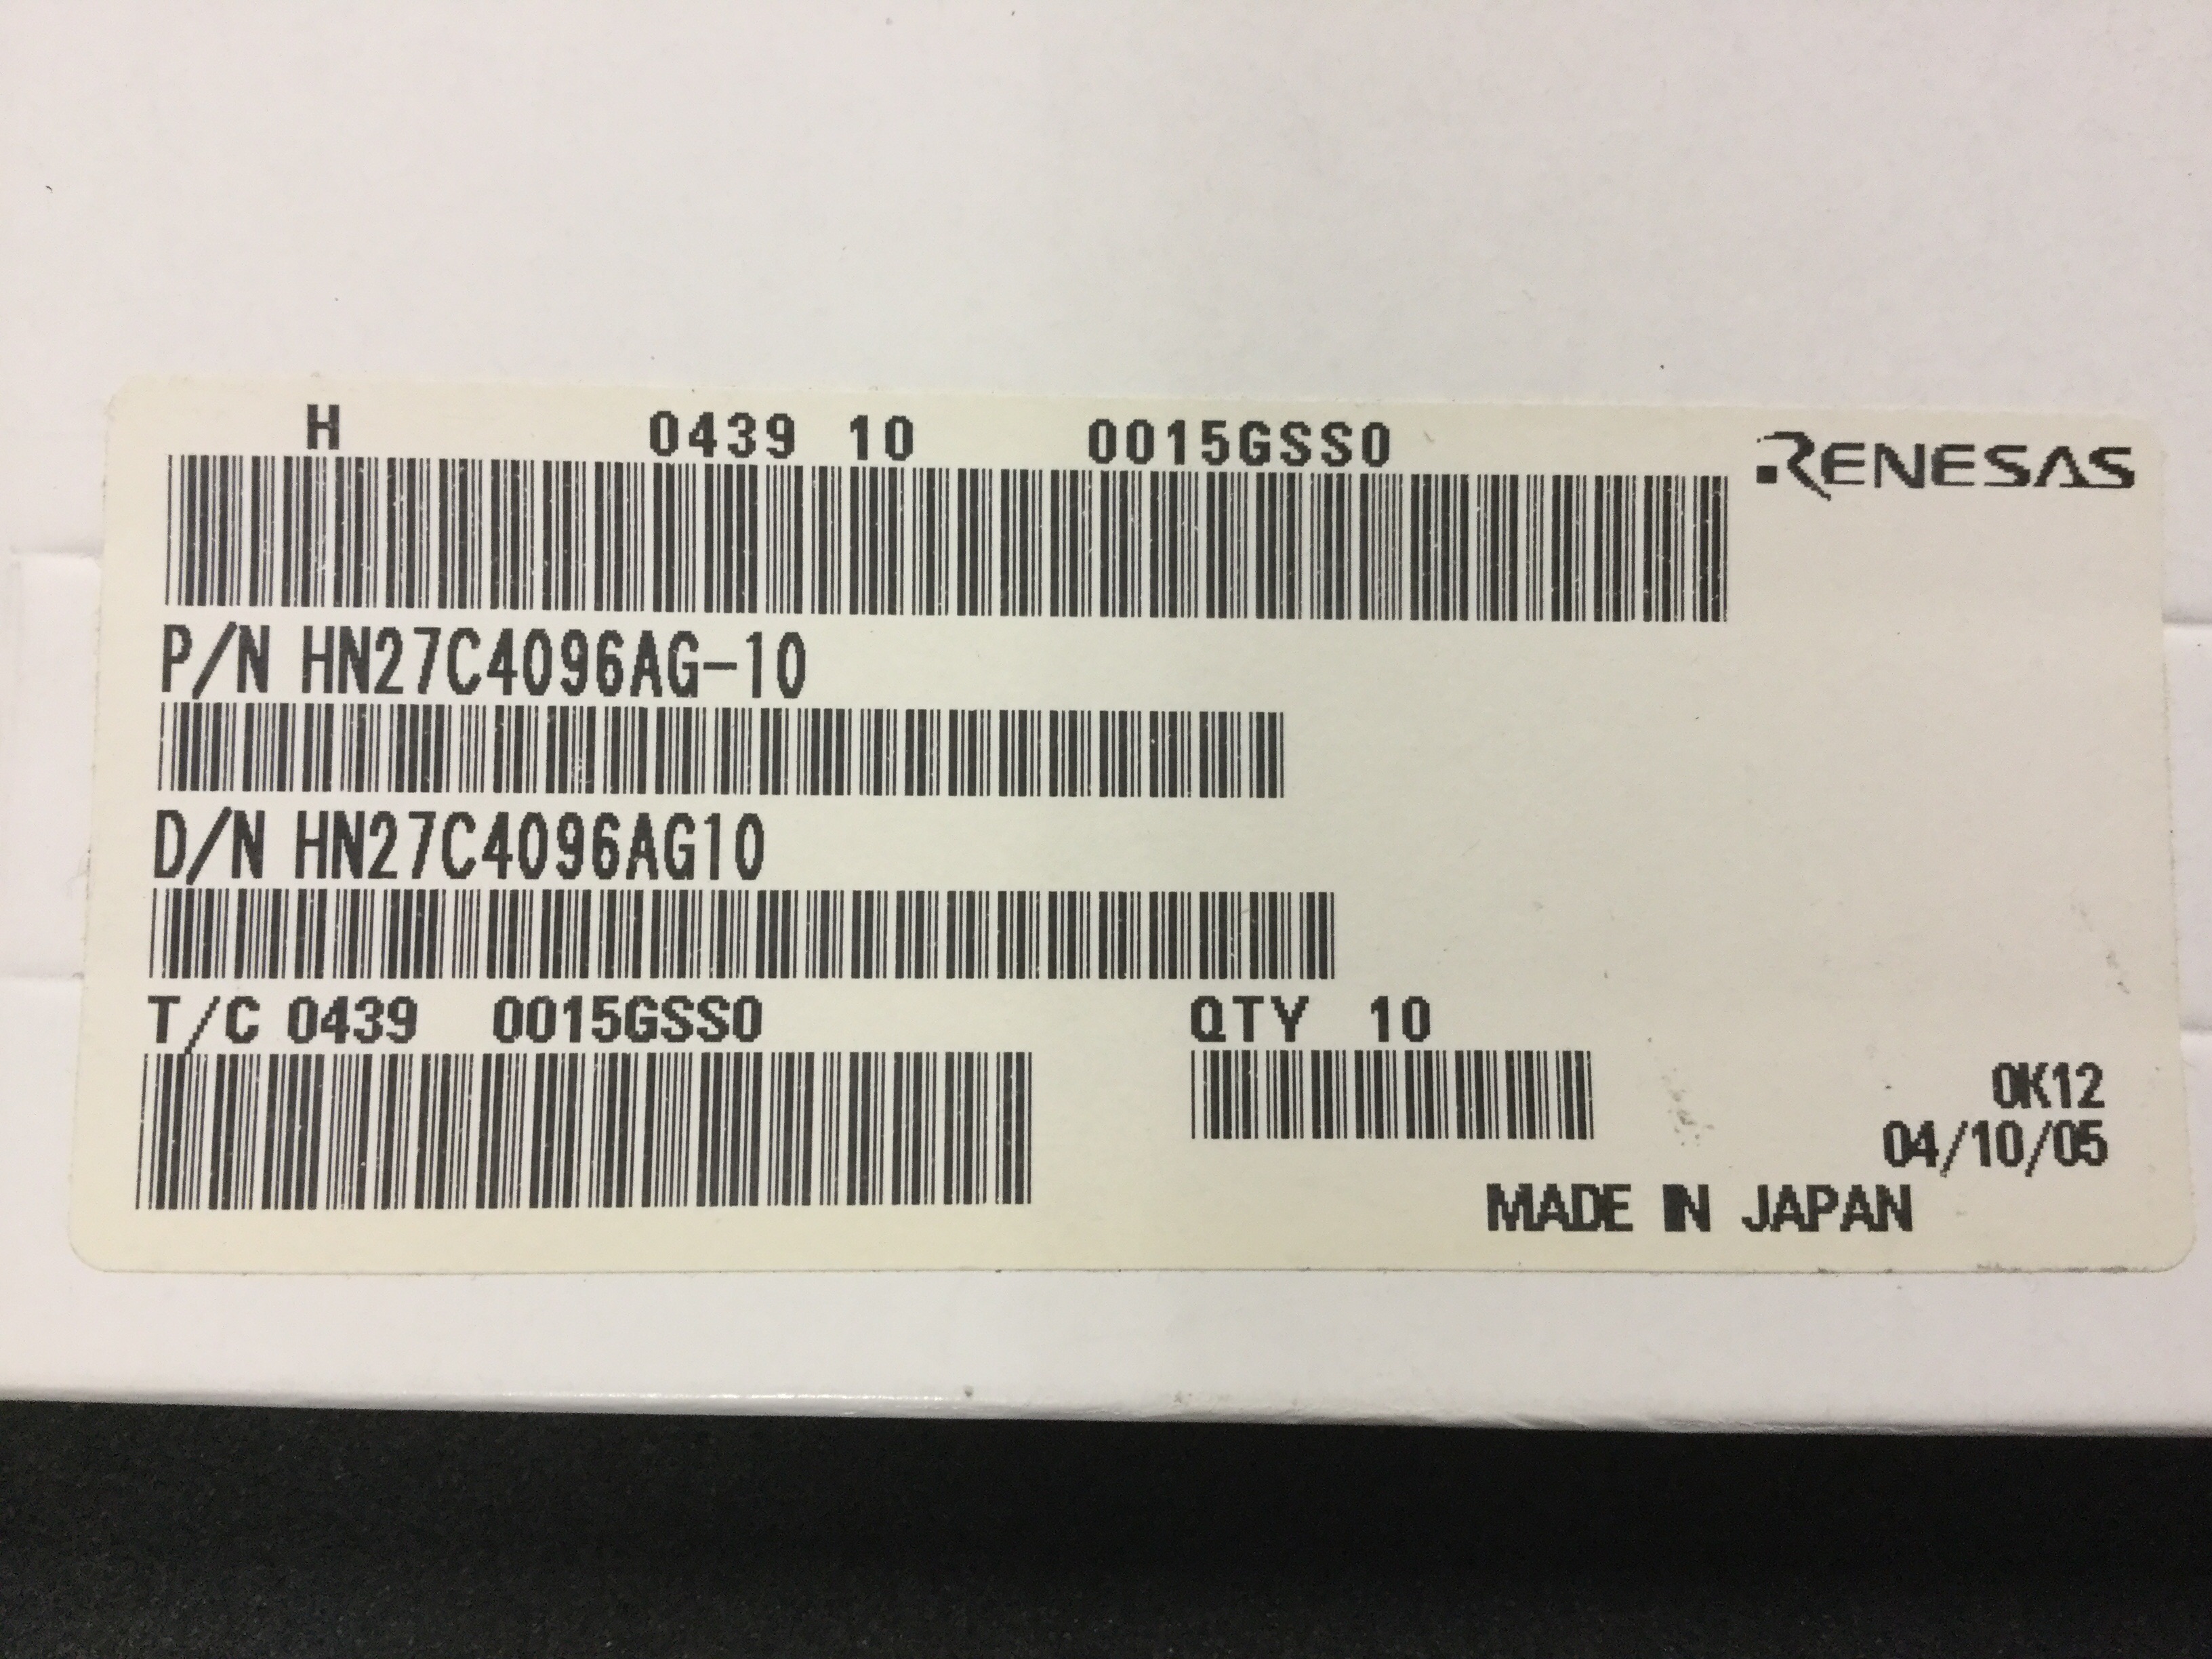 H 0439 10 0015GSS0
RENESAS
P/N HN27C4096AG-10
D/N HN27C4096AG10
T/C 0439 0015GSS0
QTY 10
0K12
04/10/05
MADE IN JAPAN